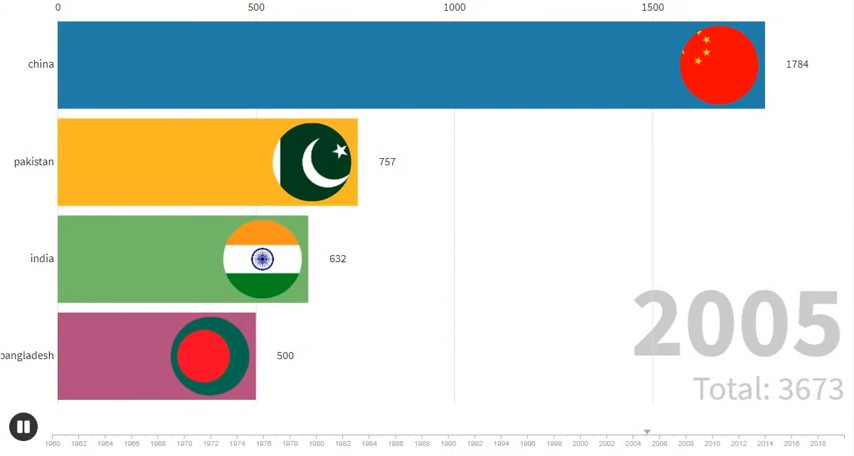 0 500 1000 1500
china 1784
pakistan 757
india 632
bangladesh 500
2005
Total: 3673
1960 1962 1964 1966 1968 1970 1972 1974 1976 1978 1980 1982 1984 1986 1988 1990 1992 1994 1996 1998 2000 2002 2004 2006 2008 2010 2012 2014 2016 2018